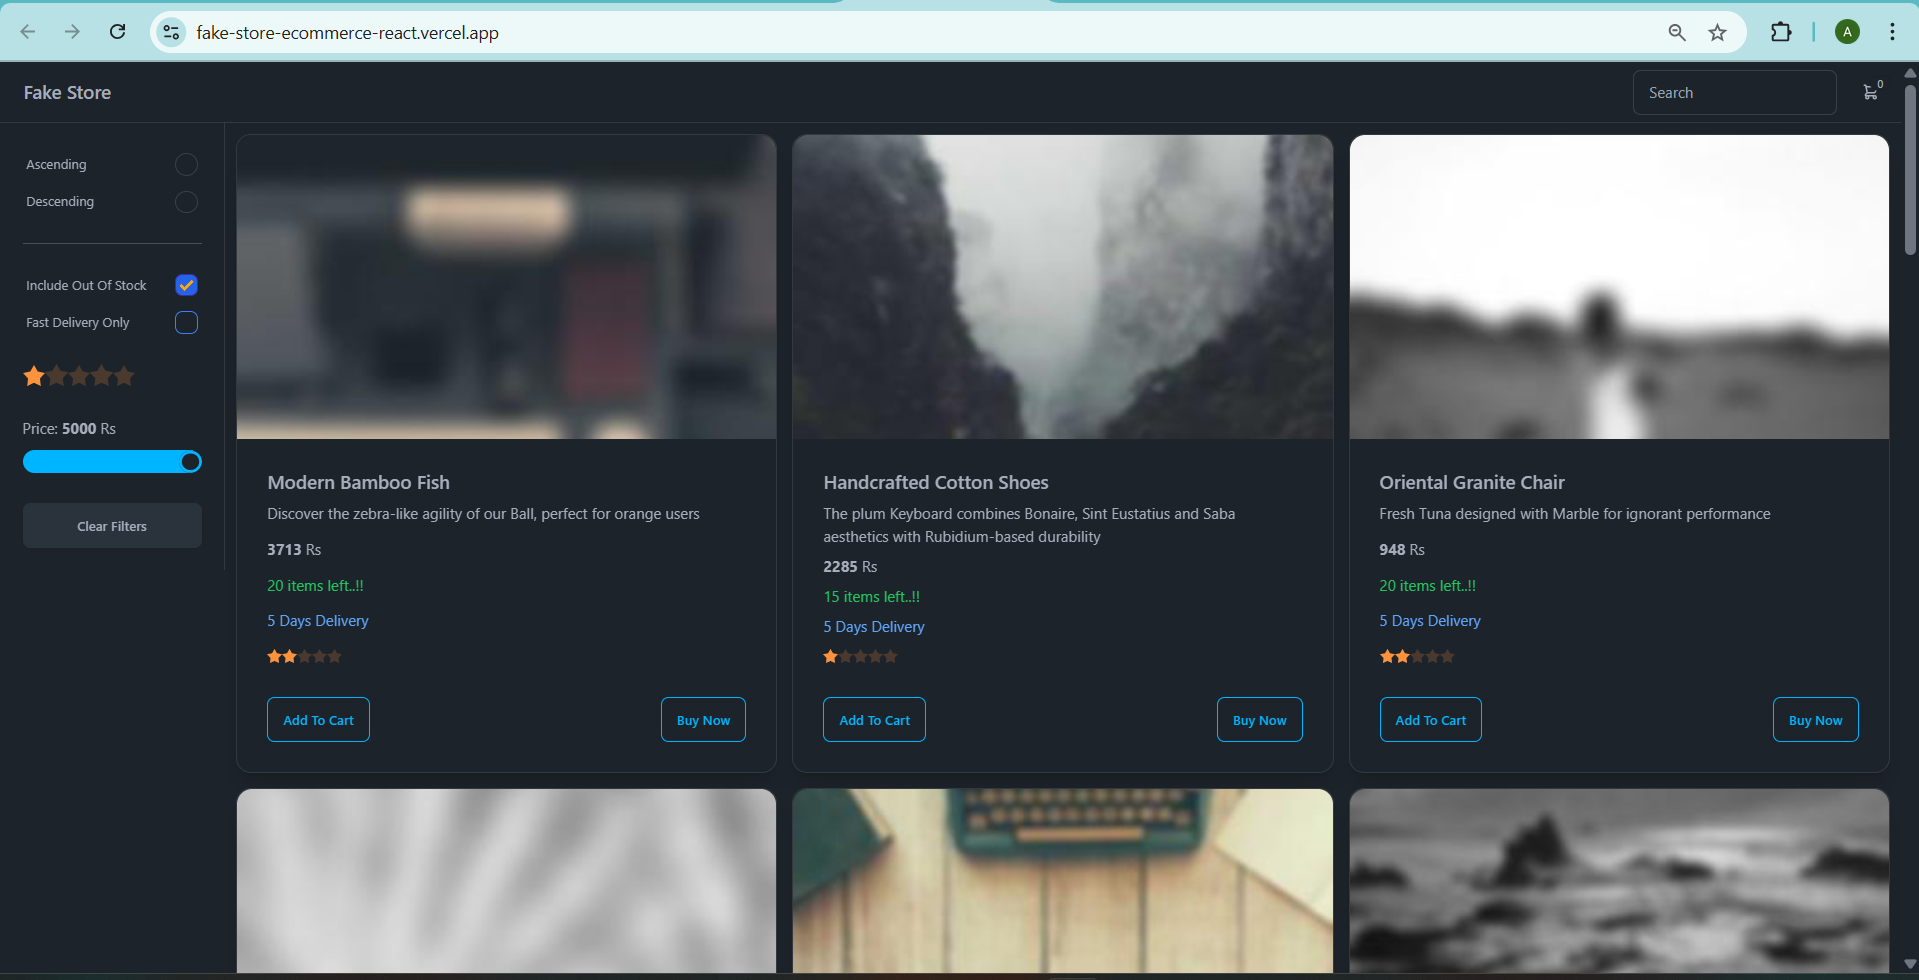 fake-store-ecommerce-react.vercel.app
A
Fake Store
Search
0
Ascending
Descending
Include Out Of Stock
Fast Delivery Only
Price: 5000 Rs
Clear Filters
Modern Bamboo Fish
Discover the zebra-like agility of our Ball, perfect for orange users
3713 Rs
20 items left..!!
5 Days Delivery
Add To Cart
Buy Now
Handcrafted Cotton Shoes
The plum Keyboard combines Bonaire, Sint Eustatius and Saba
aesthetics with Rubidium-based durability
2285 Rs
15 items left..!!
5 Days Delivery
Add To Cart
Buy Now
Oriental Granite Chair
Fresh Tuna designed with Marble for ignorant performance
948 Rs
20 items left..!!
5 Days Delivery
Add To Cart
Buy Now